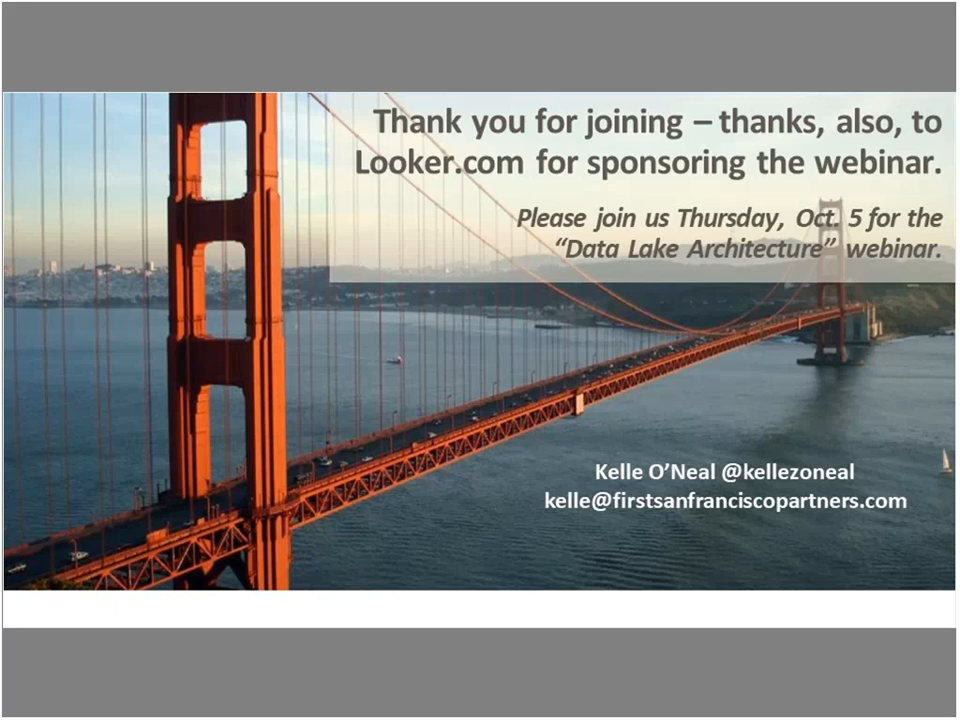 Thank you for joining – thanks, also, to
Looker.com for sponsoring the webinar.
Please join us Thursday, Oct. 5 for the
“Data Lake Architecture” webinar.
Kelle O’Neal @kellezoneal
kelle@firstsanfranciscopartners.com